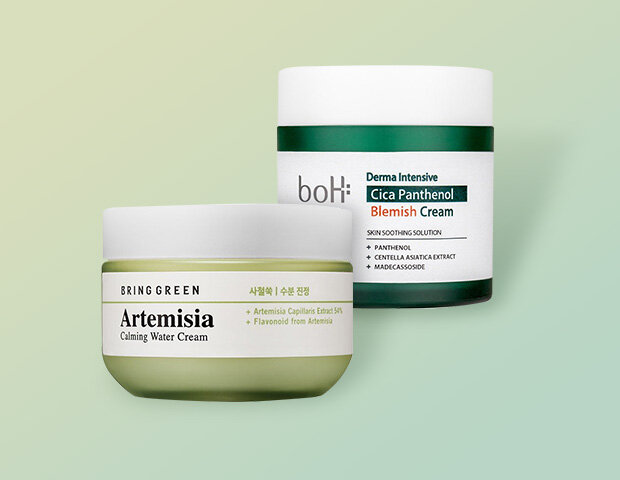 boH:
Derma Intensive
Cica Panthenol
Blemish Cream
SKIN SOOTHING SOLUTION
+ PANTHENOL
+ CENTELLA ASIATICA EXTRACT
+ MADECASSOSIDE
BRING GREEN
Artemisia
Calming Water Cream
사철쑥 | 수분 진정
+ Artemisia Capillaris Extract 54%
+ Flavonoid from Artemisia